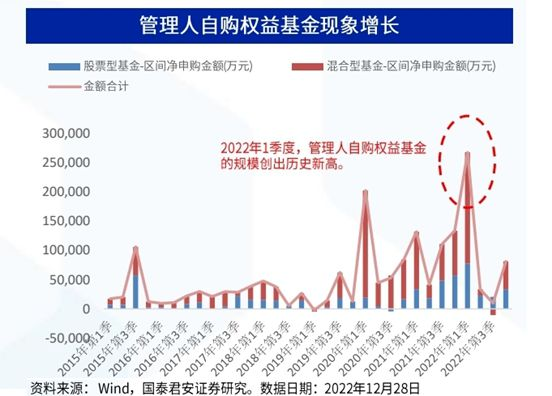 管理人自购权益基金现象增长
股票型基金-区间净申购金额(万元)
混合型基金-区间净申购金额(万元)
金额合计
300,000
250,000
200,000
150,000
100,000
50,000
0
-50,000
2022年1季度，管理人自购权益基金
的规模创出历史新高。
2015年第1季
2015年第3季
2016年第1季
2016年第3季
2017年第1季
2017年第3季
2018年第1季
2018年第3季
2019年第1季
2019年第3季
2020年第1季
2020年第3季
2021年第1季
2021年第3季
2022年第1季
2022年第3季
资料来源： Wind，国泰君安证券研究。数据日期：2022年12月28日